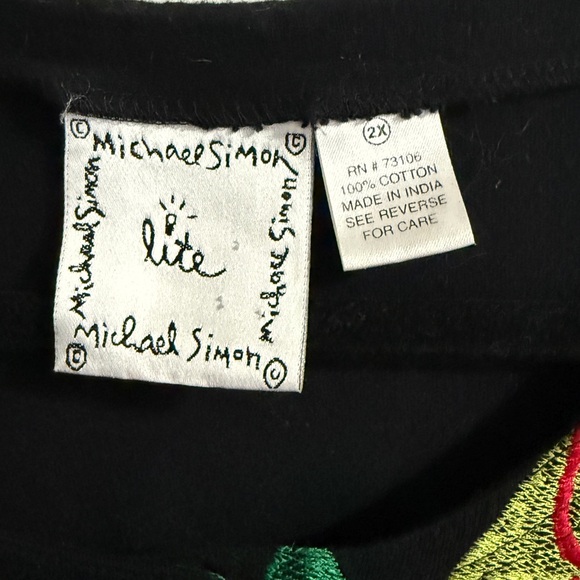 © Michael Simon ©
Michael Simon
lite
Michael Simon
Michael Simon ©
©
2X
RN # 73106
100% COTTON
MADE IN INDIA
SEE REVERSE
FOR CARE